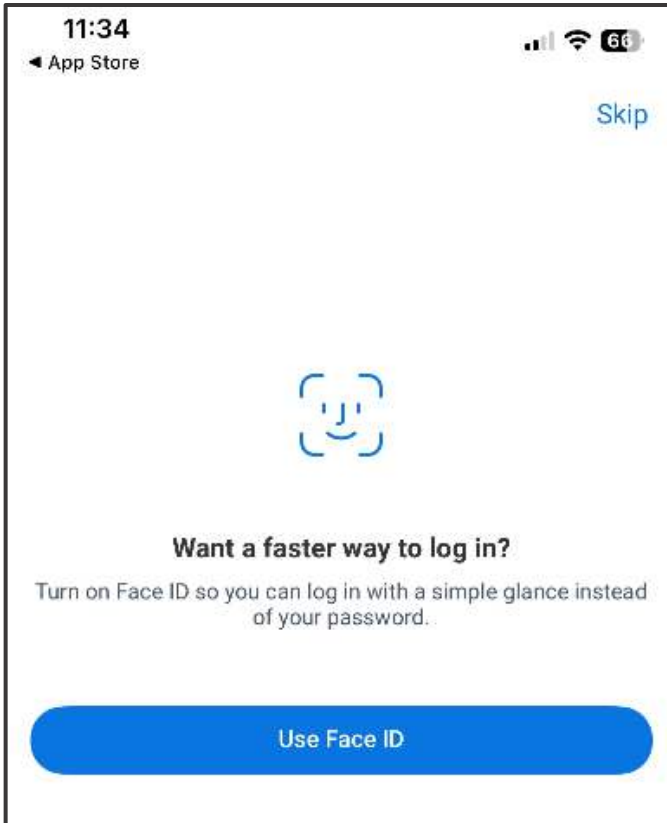 11:34
66
◀ App Store
Skip
Want a faster way to log in?
Turn on Face ID so you can log in with a simple glance instead
of your password.
Use Face ID